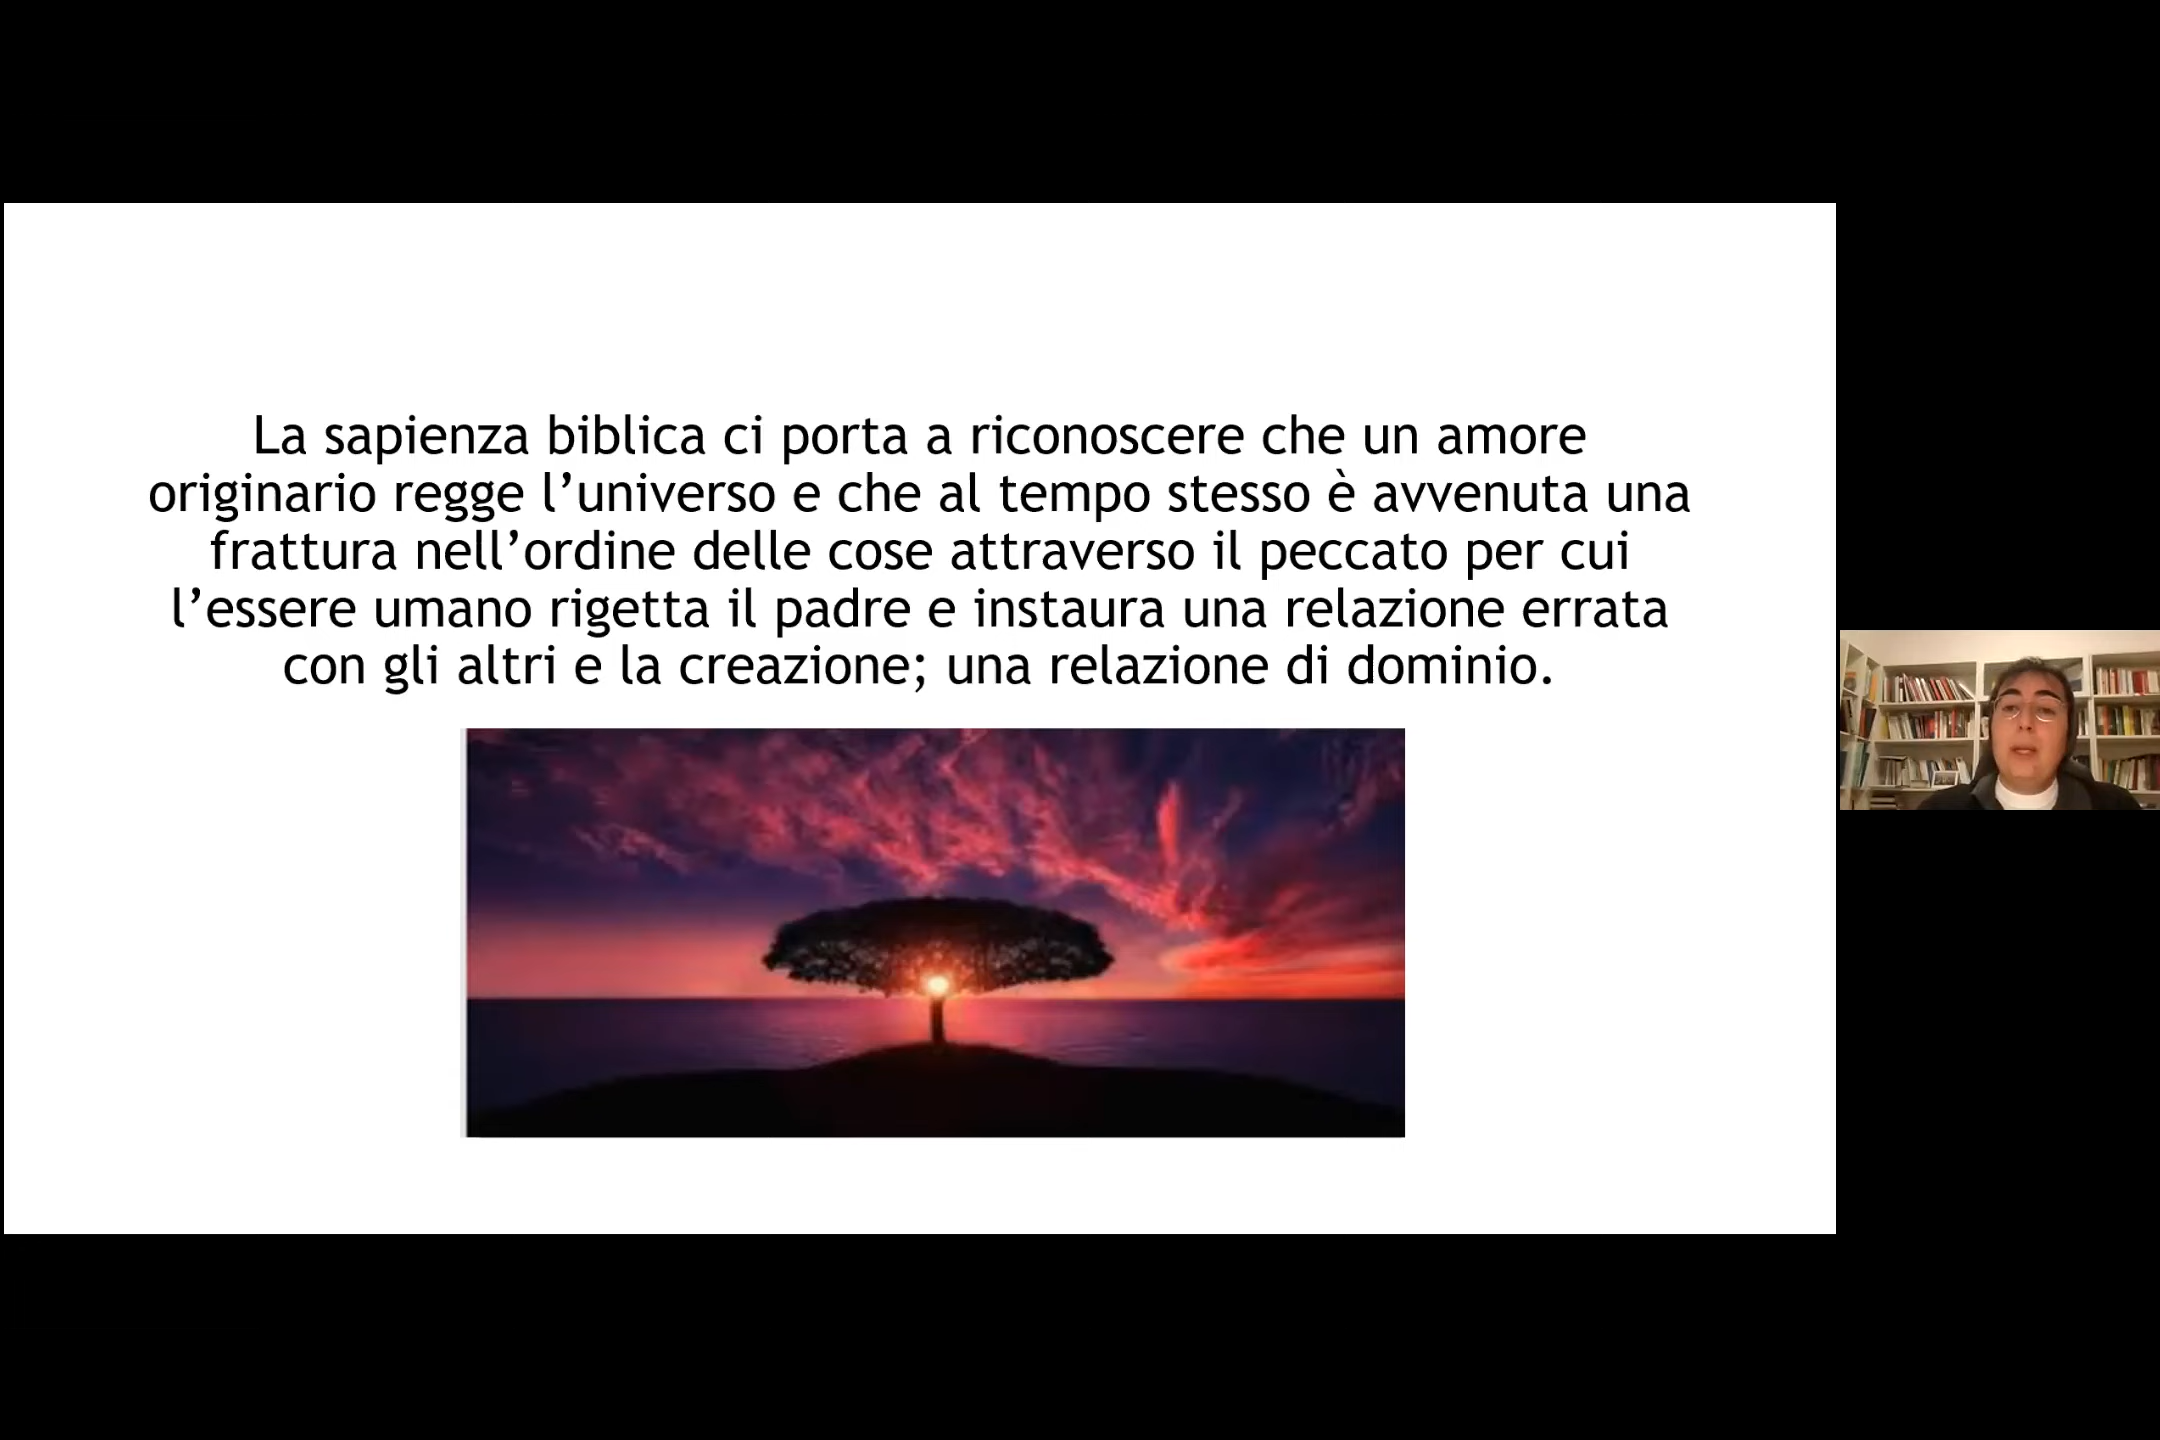 La sapienza biblica ci porta a riconoscere che un amore
originario regge l’universo e che al tempo stesso è avvenuta una
frattura nell’ordine delle cose attraverso il peccato per cui
l’essere umano rigetta il padre e instaura una relazione errata
con gli altri e la creazione; una relazione di dominio.